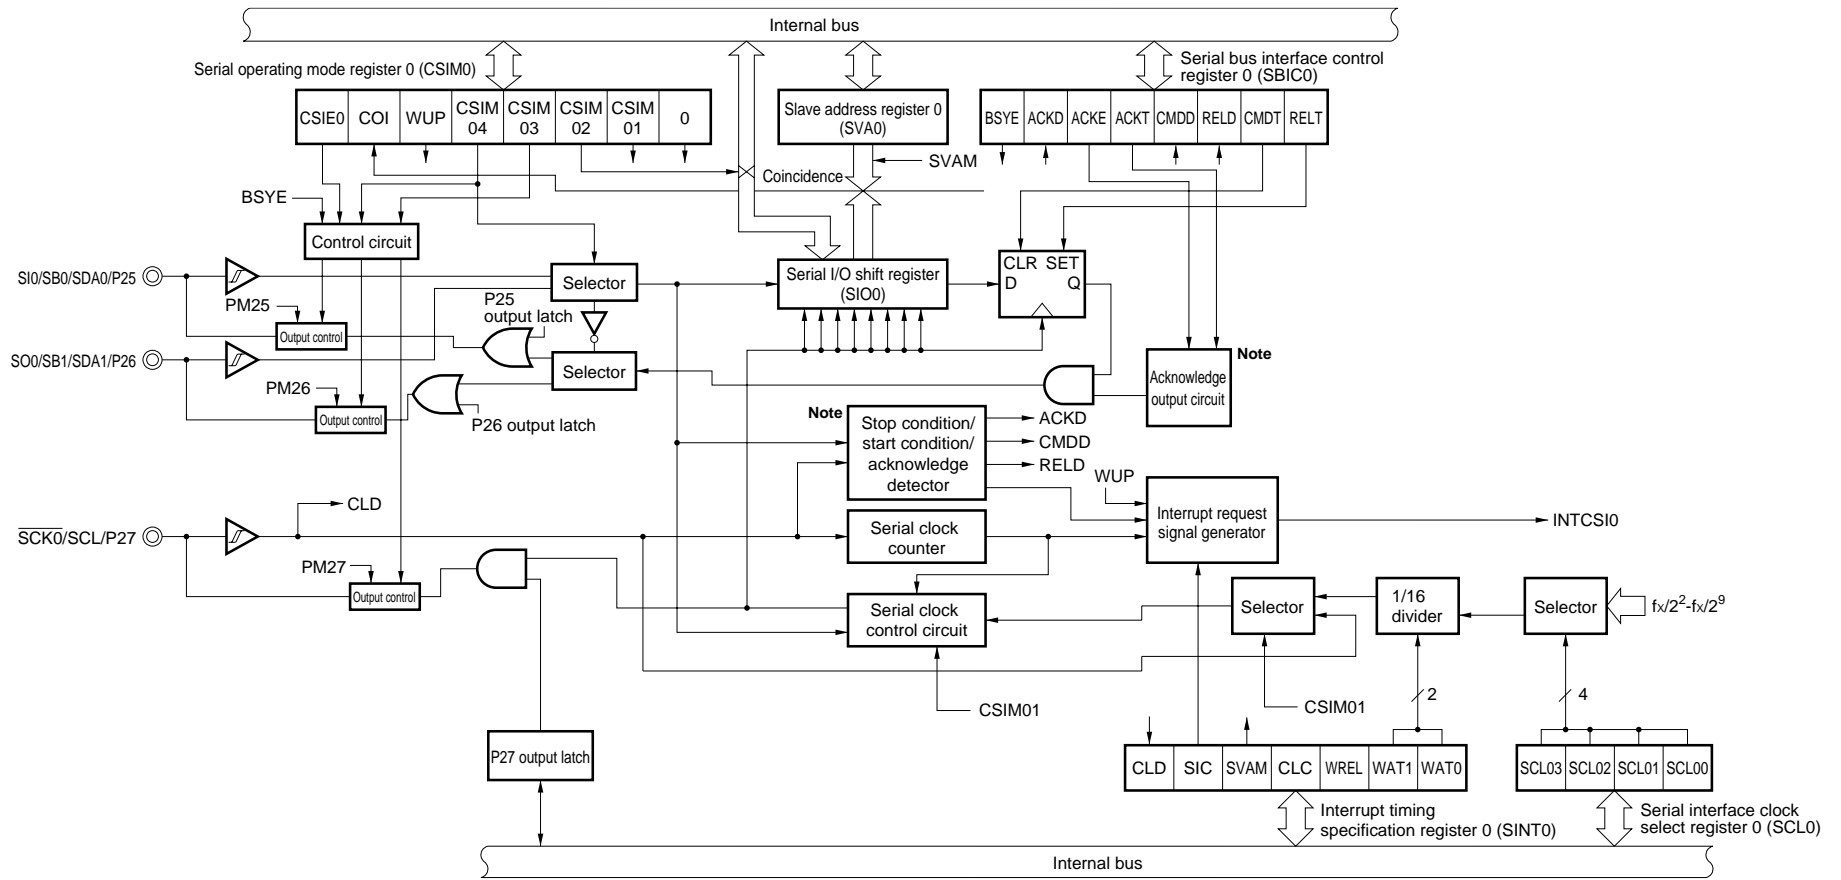 Internal bus
Serial operating mode register 0 (CSIM0)
Serial bus interface control
register 0 (SBIC0)
CSIE0 COI WUP CSIM 04 CSIM 03 CSIM 02 CSIM 01 0
Slave address register 0
(SVA0)
BSYE ACKD ACKE ACKT CMDD RELD CMDT RELT
SVAM
Coincidence
BSYE
Control circuit
SI0/SB0/SDA0/P25
Selector
Serial I/O shift register
(SIO0)
CLR SET
D Q
PM25
P25
output latch
Output control
SO0/SB1/SDA1/P26
Selector
Note
Acknowledge
output circuit
PM26
Output control
P26 output latch
Note
Stop condition/
start condition/
acknowledge
detector
ACKD
CMDD
RELD
WUP
CLD
SCK0/SCL/P27
Serial clock
counter
Interrupt request
signal generator
INTCSI0
PM27
Output control
Serial clock
control circuit
Selector
1/16
divider
Selector
fx/2²-fx/2⁹
2
4
CSIM01
CSIM01
P27 output latch
CLD SIC SVAM CLC WREL WAT1 WAT0
SCL03 SCL02 SCL01 SCL00
Interrupt timing
specification register 0 (SINT0)
Serial interface clock
select register 0 (SCL0)
Internal bus